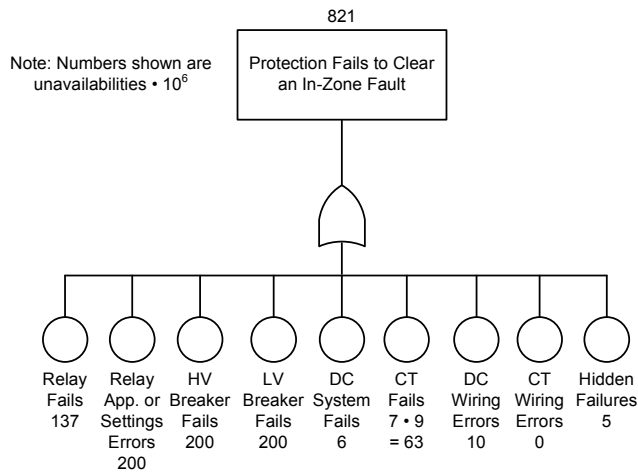 821
Note: Numbers shown are
unavailabilities • 10⁶
Protection Fails to Clear
an In-Zone Fault
Relay
Fails
137
Relay
App. or
Settings
Errors
200
HV
Breaker
Fails
200
LV
Breaker
Fails
200
DC
System
Fails
6
CT
Fails
7 • 9
= 63
DC
Wiring
Errors
10
CT
Wiring
Errors
0
Hidden
Failures
5